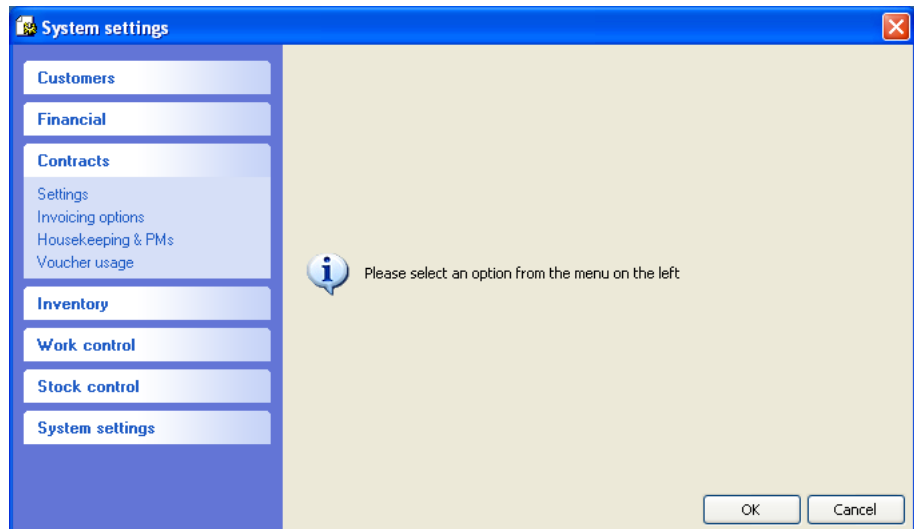 System settings
Customers
Financial
Contracts
Settings
Invoicing options
Housekeeping & PMs
Voucher usage
Inventory
Work control
Stock control
System settings
Please select an option from the menu on the left
OK
Cancel